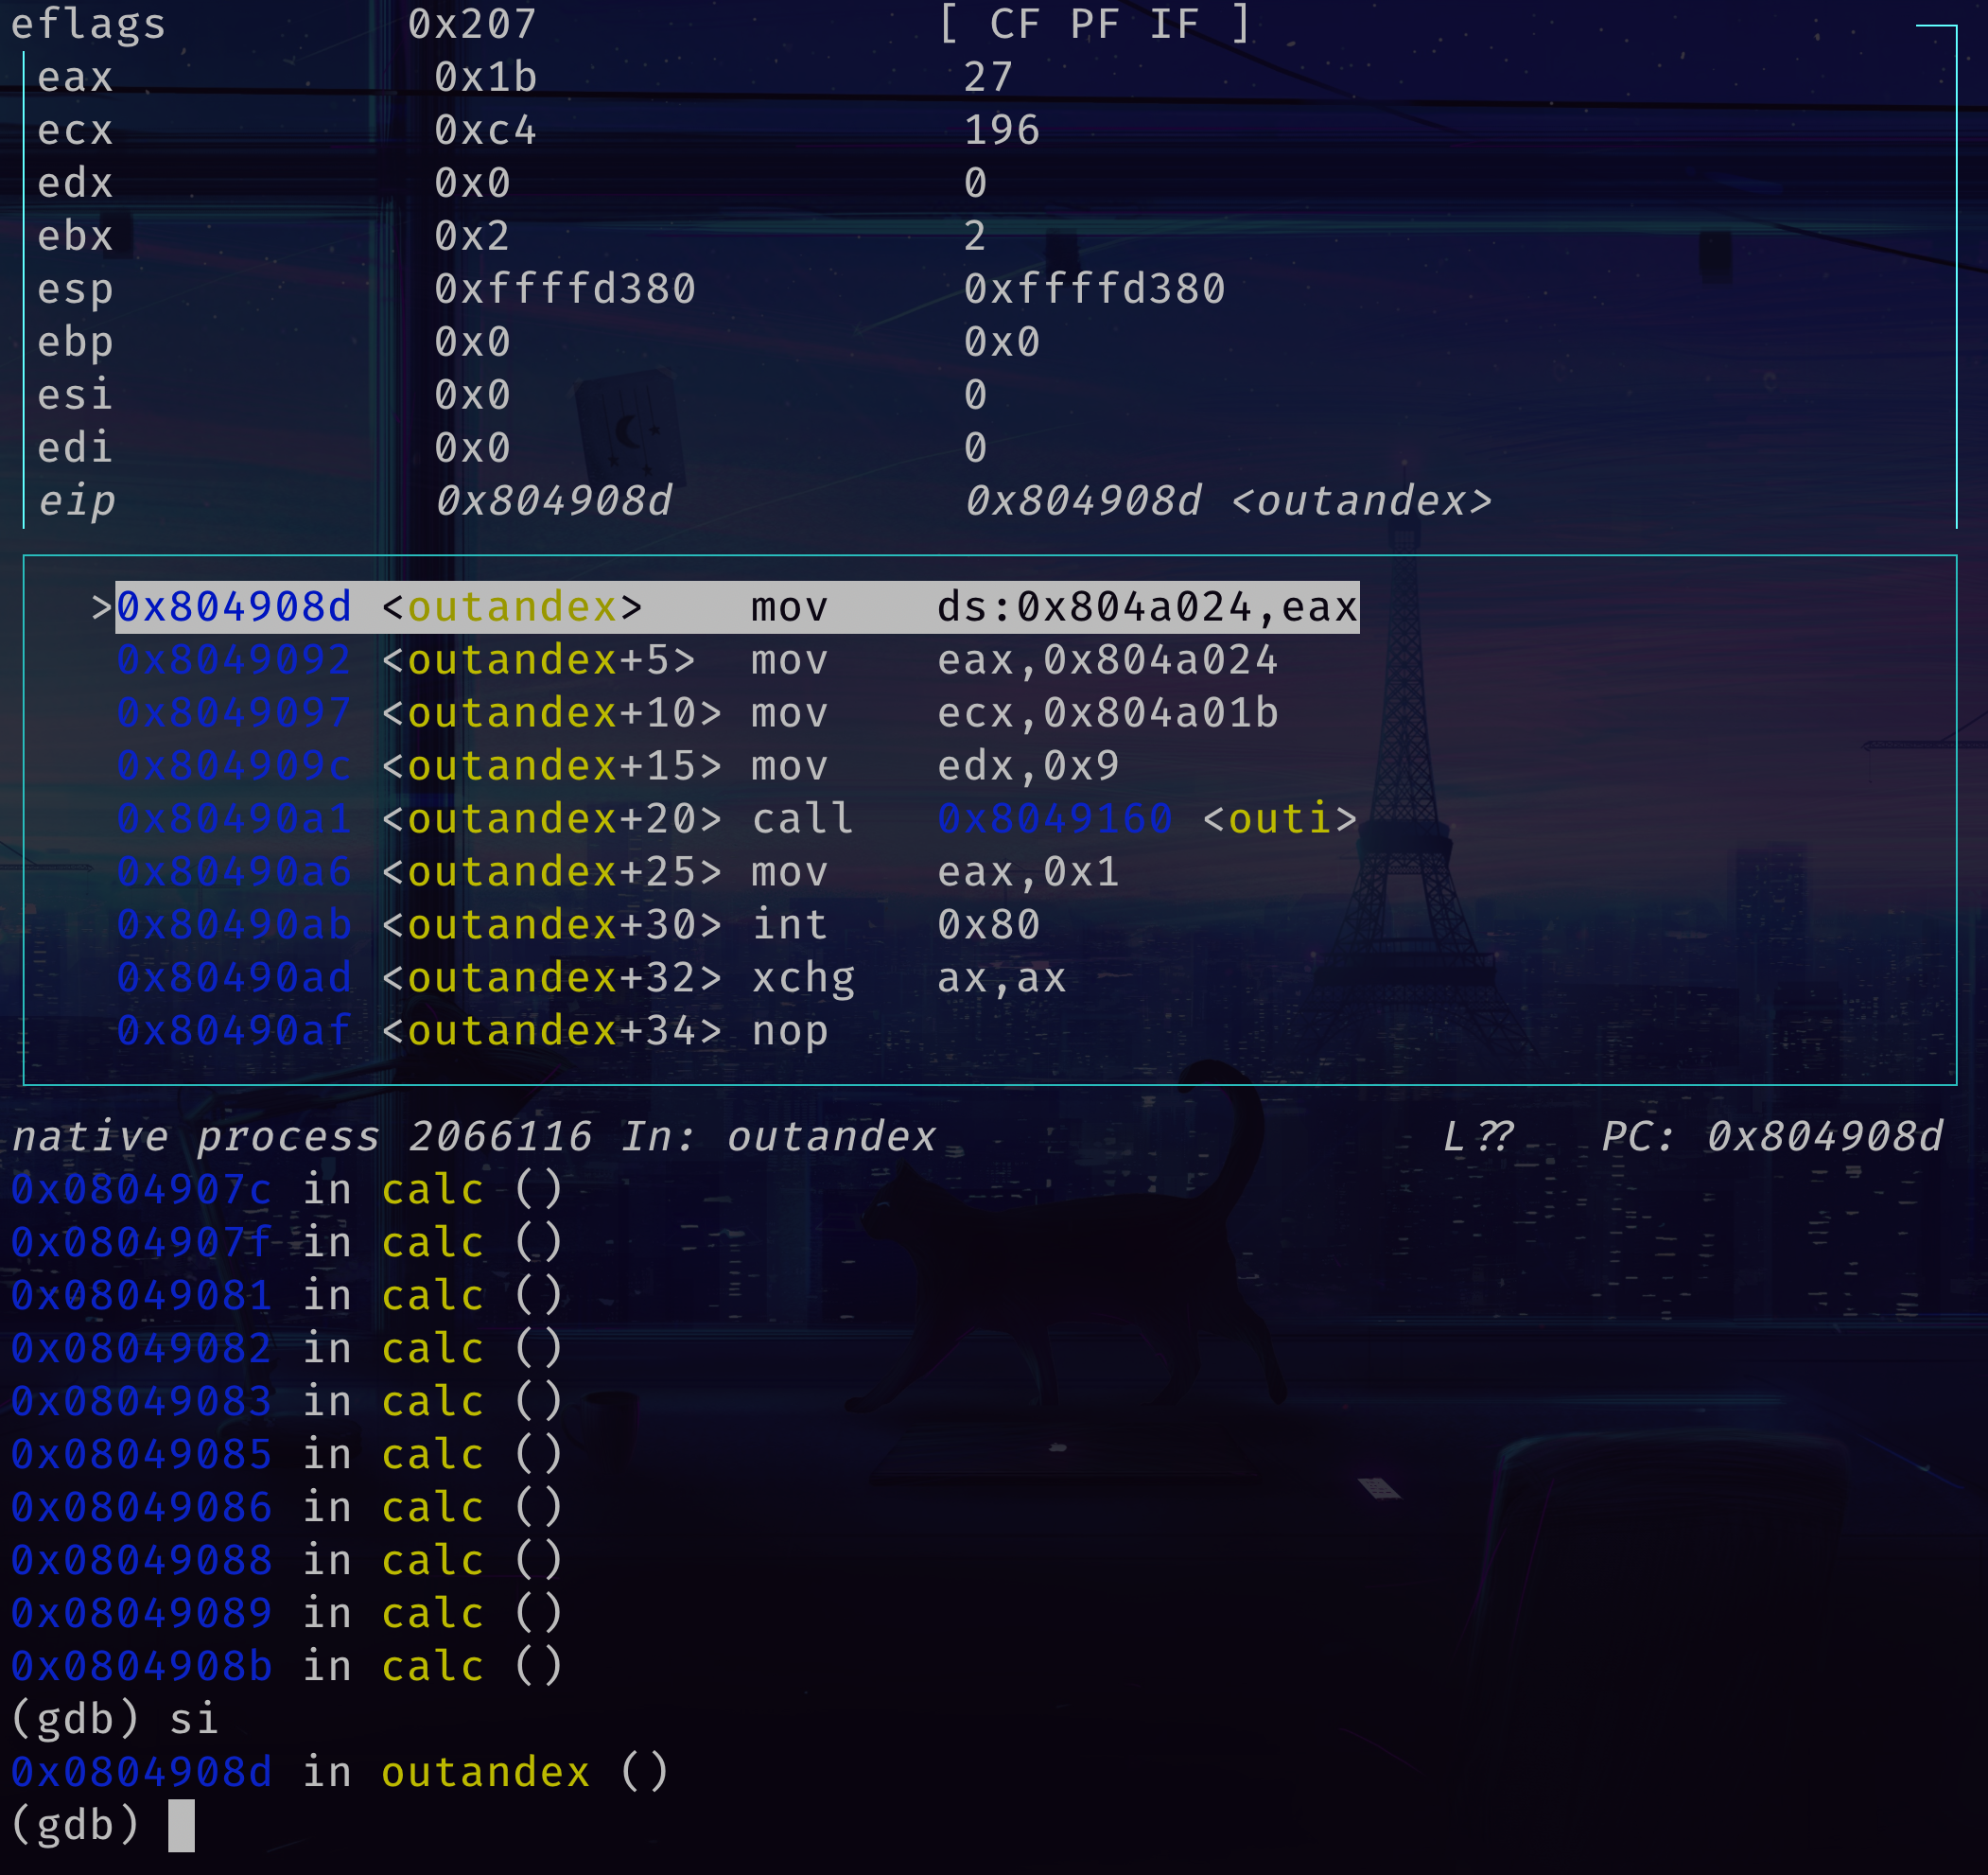 eflags 0x207 [ CF PF IF ]
eax 0x1b 27
ecx 0xc4 196
edx 0x0 0
ebx 0x2 2
esp 0xffffd380 0xffffd380
ebp 0x0 0x0
esi 0x0 0
edi 0x0 0
eip 0x804908d 0x804908d <outandex>
>0x804908d <outandex> mov ds:0x804a024,eax
0x8049092 <outandex+5> mov eax,0x804a024
0x8049097 <outandex+10> mov ecx,0x804a01b
0x804909c <outandex+15> mov edx,0x9
0x80490a1 <outandex+20> call 0x8049160 <outi>
0x80490a6 <outandex+25> mov eax,0x1
0x80490ab <outandex+30> int 0x80
0x80490ad <outandex+32> xchg ax,ax
0x80490af <outandex+34> nop
native process 2066116 In: outandex L?? PC: 0x804908d
0x0804907c in calc ()
0x0804907f in calc ()
0x08049081 in calc ()
0x08049082 in calc ()
0x08049083 in calc ()
0x08049085 in calc ()
0x08049086 in calc ()
0x08049088 in calc ()
0x08049089 in calc ()
0x0804908b in calc ()
(gdb) si
0x0804908d in outandex ()
(gdb)